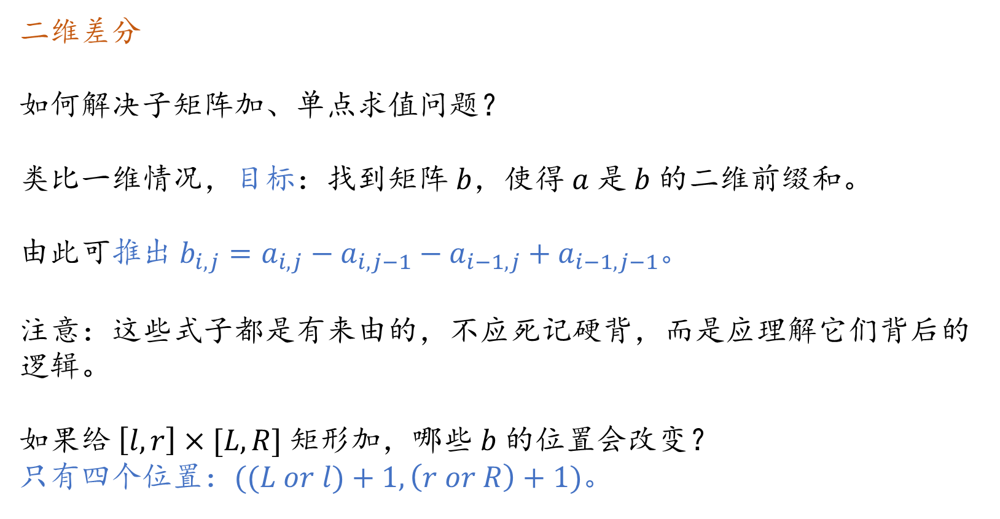 二维差分
如何解决子矩阵加、单点求值问题？
类比一维情况，目标：找到矩阵 b，使得 a 是 b 的二维前缀和。
由此可推出 b_{i,j} = a_{i,j} − a_{i,j−1} − a_{i−1,j} + a_{i−1,j−1}。
注意：这些式子都是有来由的，不应死记硬背，而是应理解它们背后的
逻辑。
如果给 [l, r] × [L, R] 矩形加，哪些 b 的位置会改变？
只有四个位置：((L or l) + 1, (r or R) + 1)。